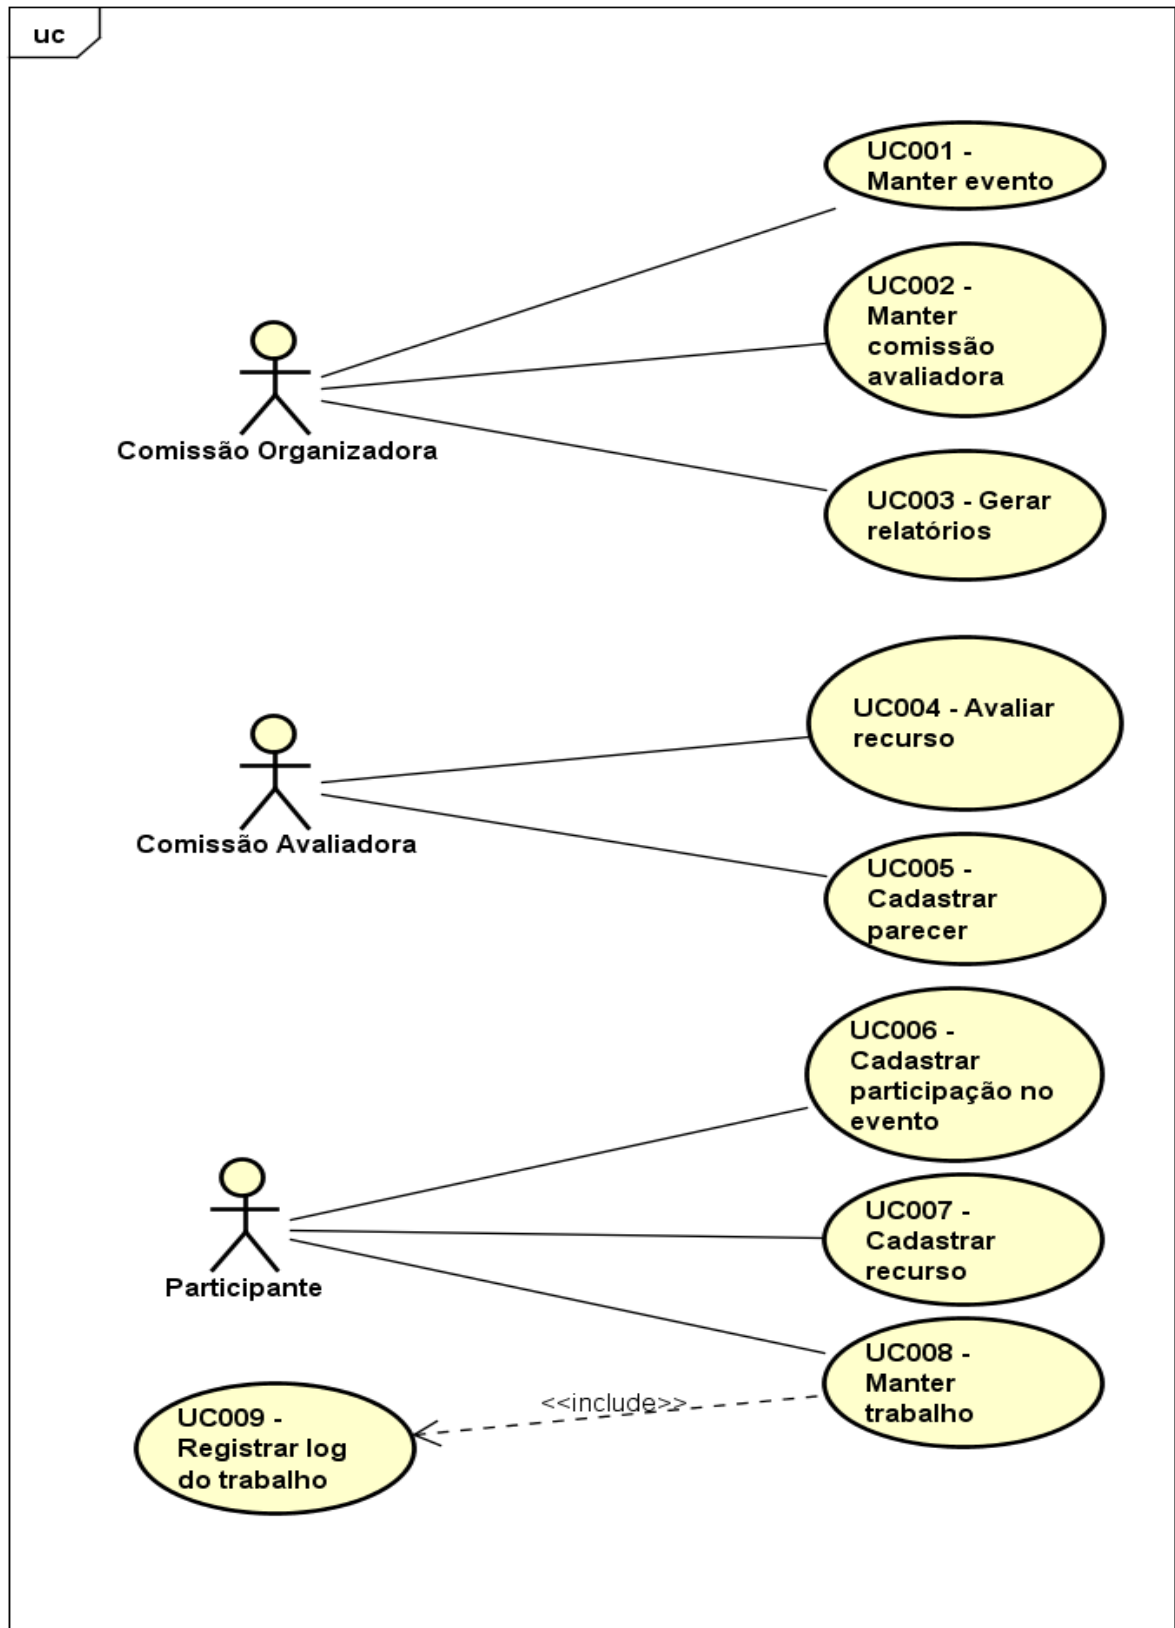 uc
UC001 -
Manter evento
UC002 -
Manter
comissão
avaliadora
Comissão Organizadora
UC003 - Gerar
relatórios
UC004 - Avaliar
recurso
Comissão Avaliadora
UC005 -
Cadastrar
parecer
UC006 -
Cadastrar
participação no
evento
UC007 -
Cadastrar
recurso
Participante
UC008 -
Manter
trabalho
<<include>>
UC009 -
Registrar log
do trabalho